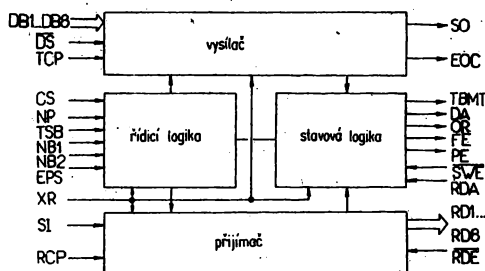 DB1..DB8
DS
TCP
vysílač
SO
EOC
CS
NP
TSB
NB1
NB2
EPS
XR
řídicí logika
stavová logika
TBMT
DA
OR
FE
PE
SWE
RDA
SI
RCP
přijímač
RD1...
RD8
RDE